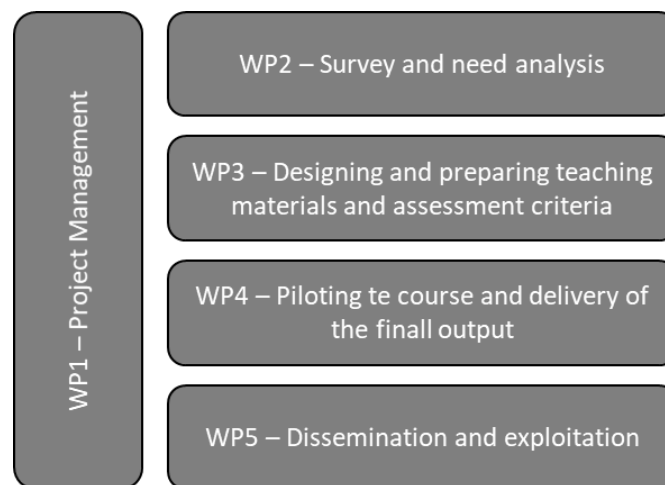 WP1 – Project Management
WP2 – Survey and need analysis
WP3 – Designing and preparing teaching
materials and assessment criteria
WP4 – Piloting te course and delivery of
the finall output
WP5 – Dissemination and exploitation